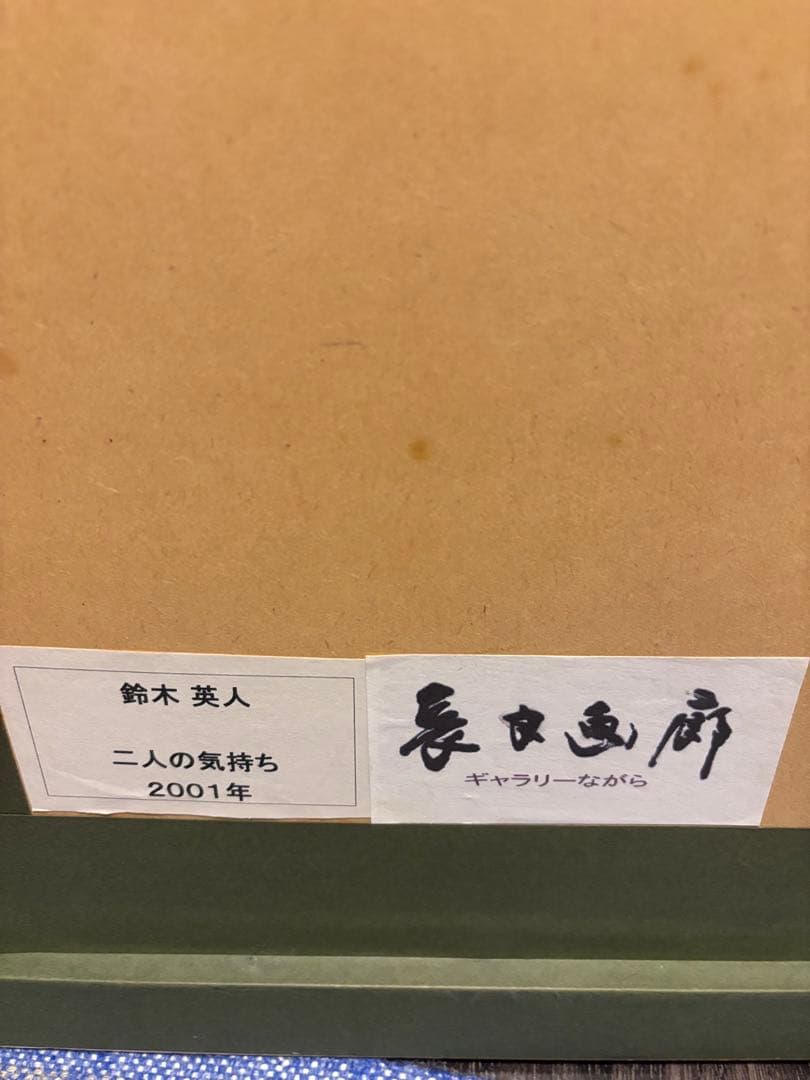 鈴木 英人
二人の気持ち
2001年
長良画廊
ギャラリーながら